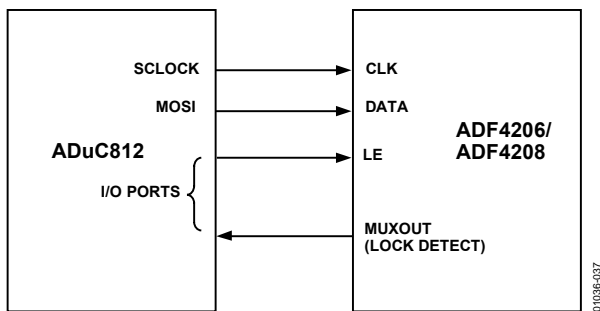 SCLOCK
MOSI
ADuC812
I/O PORTS
CLK
DATA
ADF4206/
ADF4208
LE
MUXOUT
(LOCK DETECT)
01036-037